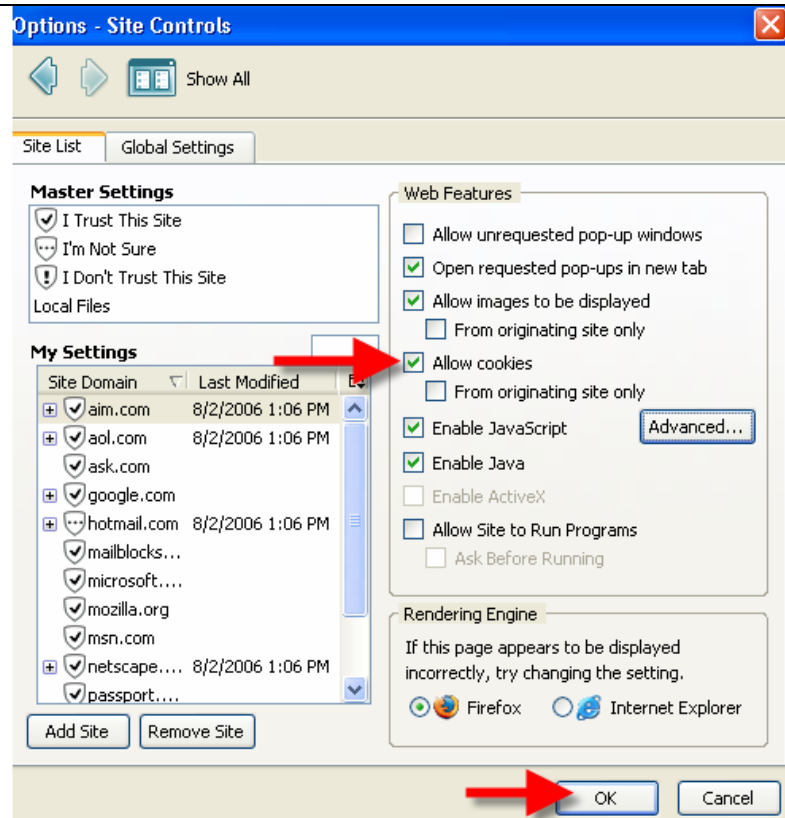 Options - Site Controls
Show All
Site List
Global Settings
Master Settings
I Trust This Site
I'm Not Sure
I Don't Trust This Site
Local Files
My Settings
Site Domain Last Modified
aim.com 8/2/2006 1:06 PM
aol.com 8/2/2006 1:06 PM
ask.com
google.com
hotmail.com 8/2/2006 1:06 PM
mailblocks...
microsoft....
mozilla.org
msn.com
netscape.... 8/2/2006 1:06 PM
passport....
Add Site
Remove Site
Web Features
Allow unrequested pop-up windows
Open requested pop-ups in new tab
Allow images to be displayed
From originating site only
Allow cookies
From originating site only
Enable JavaScript
Advanced...
Enable Java
Enable ActiveX
Allow Site to Run Programs
Ask Before Running
Rendering Engine
If this page appears to be displayed
incorrectly, try changing the setting.
Firefox
Internet Explorer
OK
Cancel